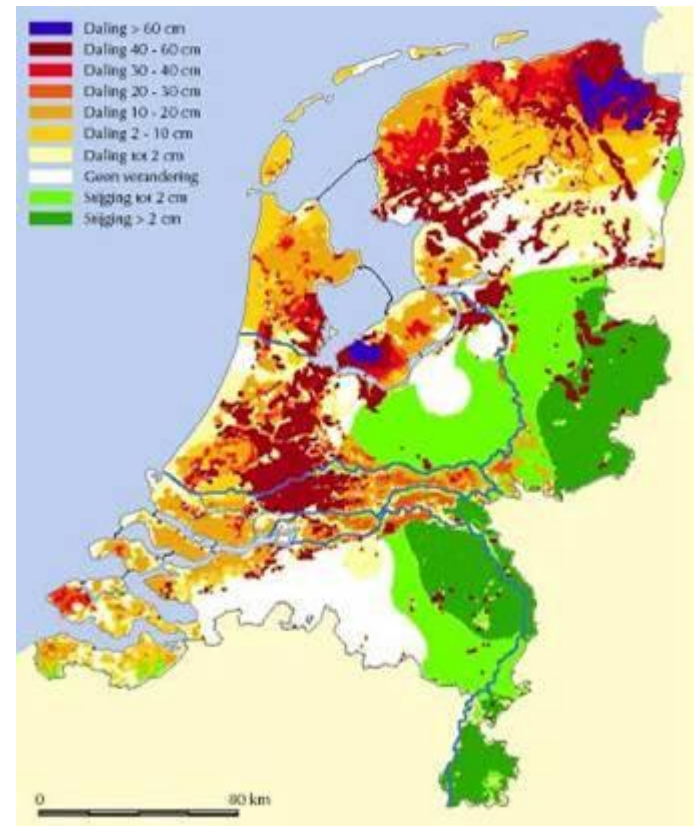 Daling > 60 cm
Daling 40 - 60 cm
Daling 30 - 40 cm
Daling 20 - 30 cm
Daling 10 - 20 cm
Daling 2 - 10 cm
Daling tot 2 cm
Geen verandering
Stijging tot 2 cm
Stijging > 2 cm
0 80 km